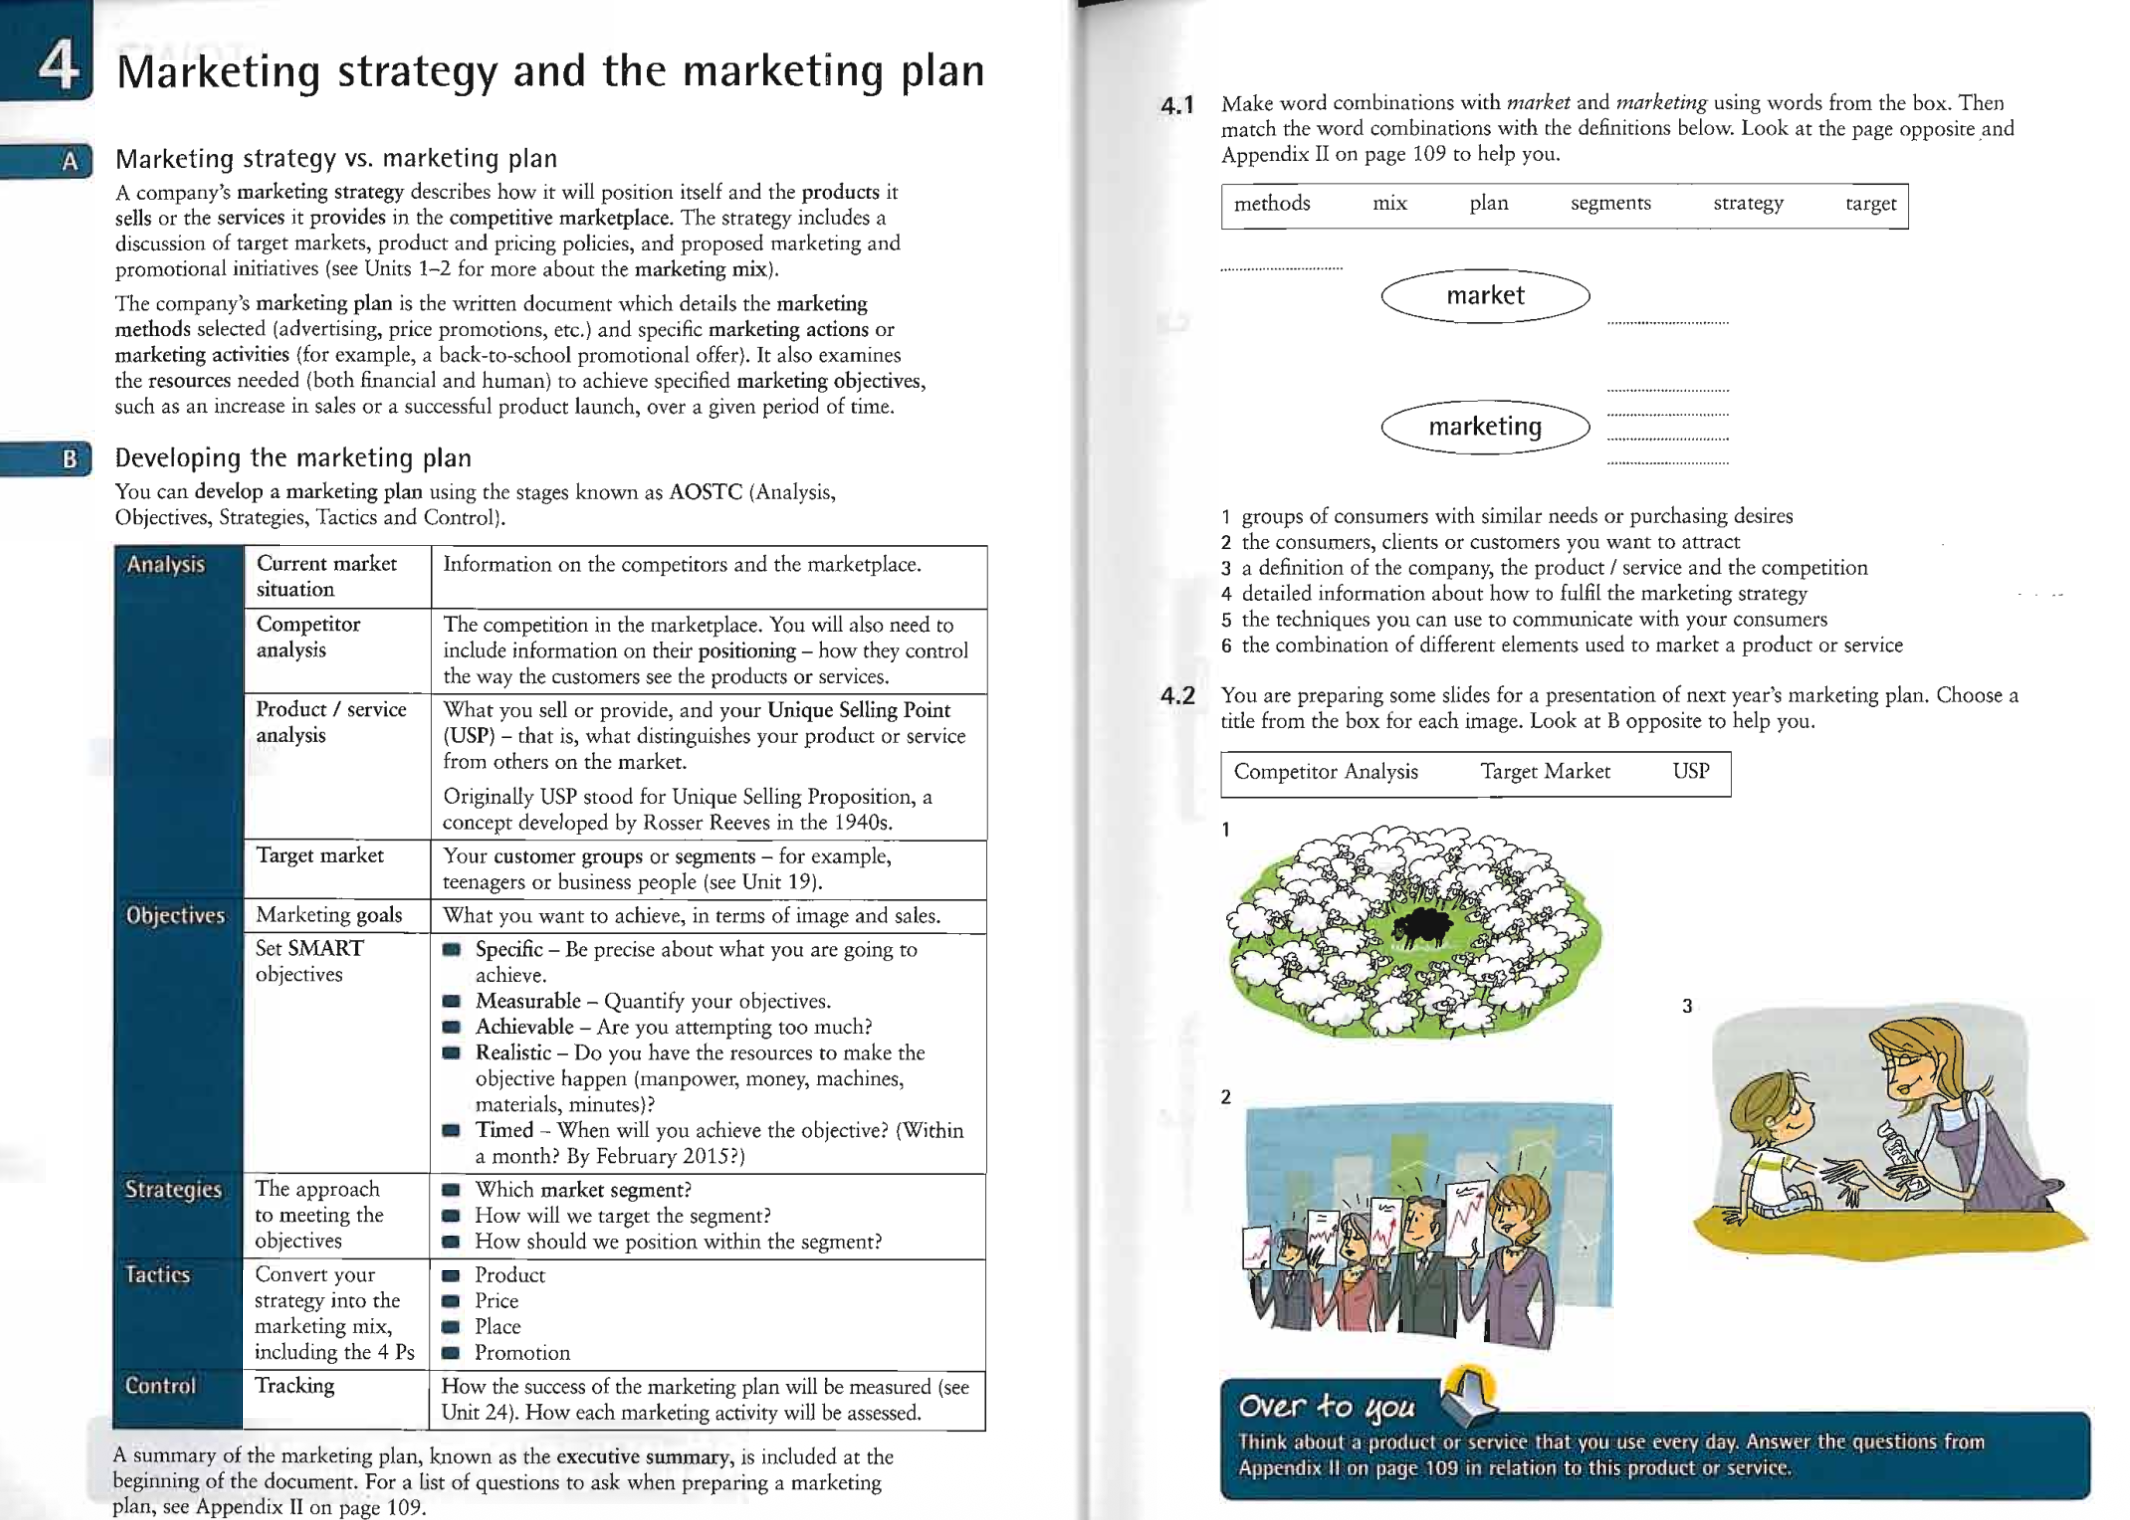 4
Marketing strategy and the marketing plan
A
Marketing strategy vs. marketing plan
A company's marketing strategy describes how it will position itself and the products it
sells or the services it provides in the competitive marketplace. The strategy includes a
discussion of target markets, product and pricing policies, and proposed marketing and
promotional initiatives (see Units 1–2 for more about the marketing mix).
The company's marketing plan is the written document which details the marketing
methods selected (advertising, price promotions, etc.) and specific marketing actions or
marketing activities (for example, a back-to-school promotional offer). It also examines
the resources needed (both financial and human) to achieve specified marketing objectives,
such as an increase in sales or a successful product launch, over a given period of time.
B
Developing the marketing plan
You can develop a marketing plan using the stages known as AOSTC (Analysis,
Objectives, Strategies, Tactics and Control).
Analysis
Current market
situation
Information on the competitors and the marketplace.
Competitor
analysis
The competition in the marketplace. You will also need to
include information on their positioning – how they control
the way the customers see the products or services.
Product / service
analysis
What you sell or provide, and your Unique Selling Point
(USP) – that is, what distinguishes your product or service
from others on the market.
Originally USP stood for Unique Selling Proposition, a
concept developed by Rosser Reeves in the 1940s.
Target market
Your customer groups or segments – for example,
teenagers or business people (see Unit 19).
Objectives
Marketing goals
What you want to achieve, in terms of image and sales.
Set SMART
objectives
Specific – Be precise about what you are going to
achieve.
Measurable – Quantify your objectives.
Achievable – Are you attempting too much?
Realistic – Do you have the resources to make the
objective happen (manpower, money, machines,
materials, minutes)?
Timed – When will you achieve the objective? (Within
a month? By February 2015?)
Strategies
The approach
to meeting the
objectives
Which market segment?
How will we target the segment?
How should we position within the segment?
Tactics
Convert your
strategy into the
marketing mix,
including the 4 Ps
Product
Price
Place
Promotion
Control
Tracking
How the success of the marketing plan will be measured (see
Unit 24). How each marketing activity will be assessed.
A summary of the marketing plan, known as the executive summary, is included at the
beginning of the document. For a list of questions to ask when preparing a marketing
plan, see Appendix II on page 109.
4.1 Make word combinations with market and marketing using words from the box. Then
match the word combinations with the definitions below. Look at the page opposite and
Appendix II on page 109 to help you.
methods mix plan segments strategy target
market
marketing
1 groups of consumers with similar needs or purchasing desires
2 the consumers, clients or customers you want to attract
3 a definition of the company, the product / service and the competition
4 detailed information about how to fulfil the marketing strategy
5 the techniques you can use to communicate with your consumers
6 the combination of different elements used to market a product or service
4.2 You are preparing some slides for a presentation of next year's marketing plan. Choose a
title from the box for each image. Look at B opposite to help you.
Competitor Analysis Target Market USP
1
3
2
Over to you
Think about a product or service that you use every day. Answer the questions from
Appendix II on page 109 in relation to this product or service.